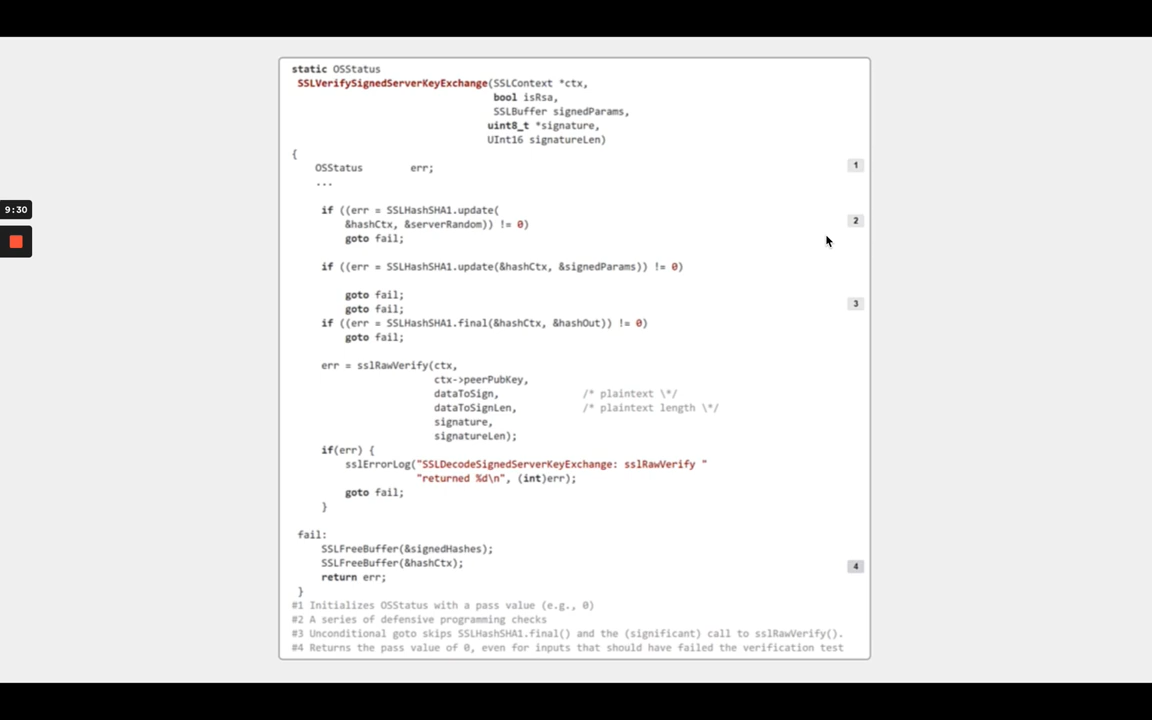 static OSStatus
SSLVerifySignedServerKeyExchange(SSLContext *ctx,
bool isRsa,
SSLBuffer signedParams,
uint8_t *signature,
UInt16 signatureLen)
{
OSStatus        err;
1
...
if ((err = SSLHashSHA1.update(
&hashCtx, &serverRandom)) != 0)
2
goto fail;
9:30
if ((err = SSLHashSHA1.update(&hashCtx, &signedParams)) != 0)
goto fail;
3
goto fail;
if ((err = SSLHashSHA1.final(&hashCtx, &hashOut)) != 0)
goto fail;
err = sslRawVerify(ctx,
ctx->peerPubKey,
dataToSign,           /* plaintext \*/
dataToSignLen,        /* plaintext length \*/
signature,
signatureLen);
if(err) {
sslErrorLog("SSLDecodeSignedServerKeyExchange: sslRawVerify "
"returned %d\n", (int)err);
goto fail;
}
fail:
SSLFreeBuffer(&signedHashes);
SSLFreeBuffer(&hashCtx);
4
return err;
}
#1 Initializes OSStatus with a pass value (e.g., 0)
#2 A series of defensive programming checks
#3 Unconditional goto skips SSLHashSHA1.final() and the (significant) call to sslRawVerify().
#4 Returns the pass value of 0, even for inputs that should have failed the verification test